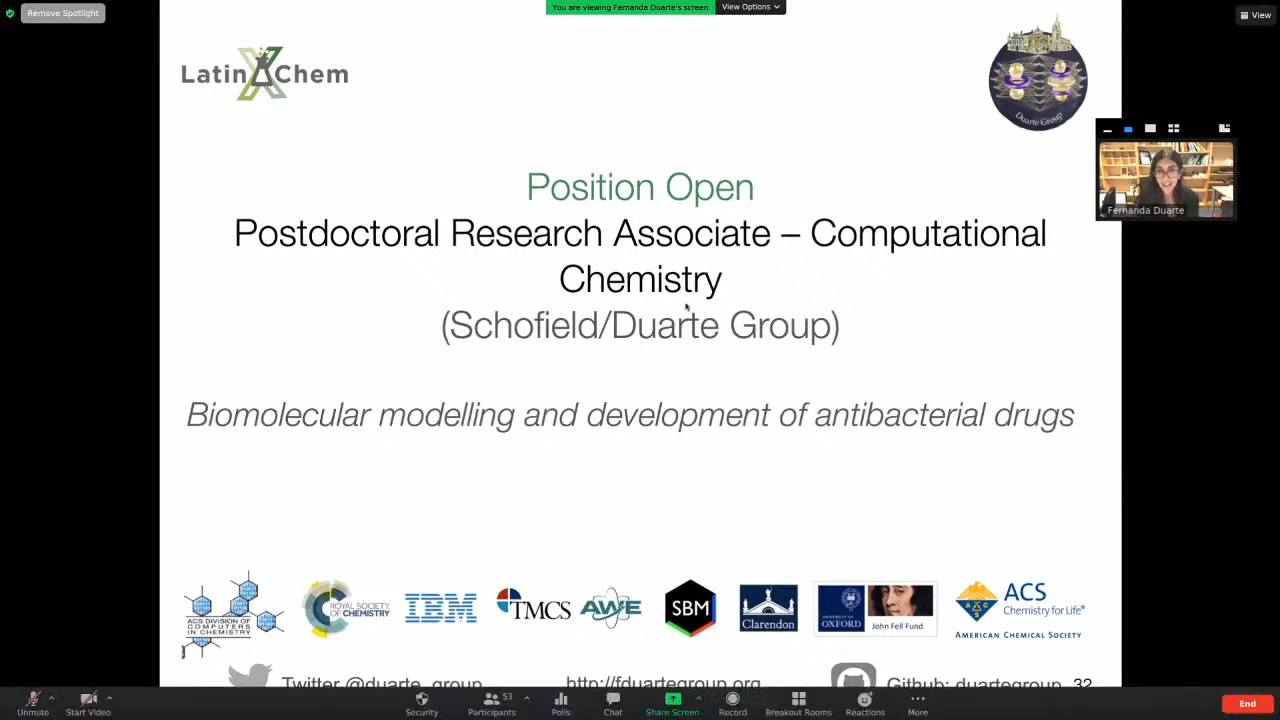 Remove Spotlight
You are viewing Fernanda Duarte's screen
View Options
View
LatinXChem
Duarte Group
Fernanda Duarte
Position Open
Postdoctoral Research Associate – Computational
Chemistry
(Schofield/Duarte Group)
Biomolecular modelling and development of antibacterial drugs
ACS DIVISION OF
COMPUTERS
IN CHEMISTRY
ROYAL SOCIETY
OF CHEMISTRY
IBM
TMCS
AWE
SBM
Clarendon
UNIVERSITY OF
OXFORD
John Fell Fund
ACS
Chemistry for Life®
AMERICAN CHEMICAL SOCIETY
Twitter @duarte_group
http://fduartegroup.org
Github: duartegroup
32
Unmute
Start Video
Security
Participants
53
Polls
Chat
Share Screen
Record
Breakout Rooms
Reactions
More
End